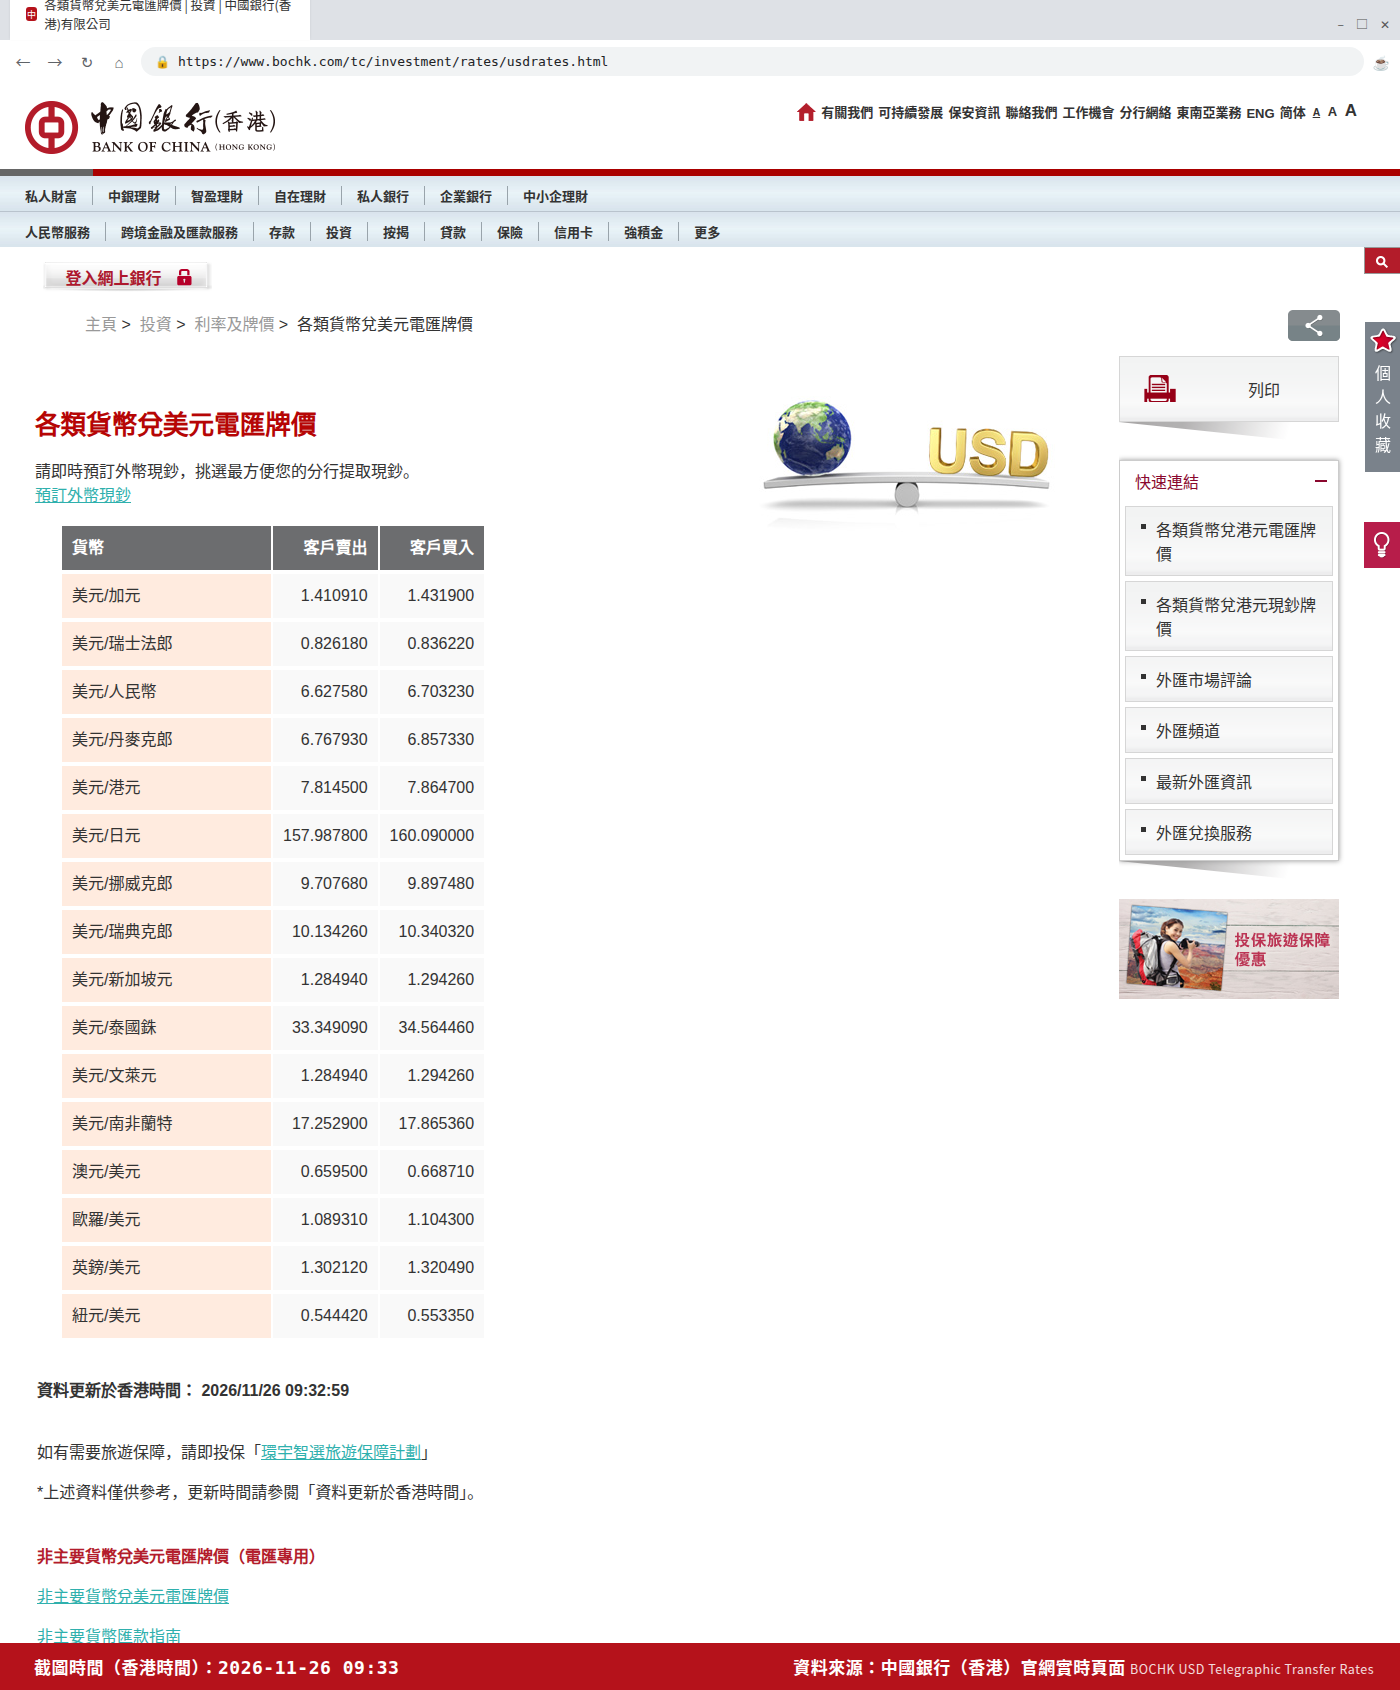 各類貨幣兌美元電匯牌價 | 投資 | 中國銀行(香
港)有限公司
https://www.bochk.com/tc/investment/rates/usdrates.html
中國銀行(香港)
BANK OF CHINA (HONG KONG)
有關我們 可持續發展 保安資訊 聯絡我們 工作機會 分行網絡 東南亞業務 ENG 简体 A A A
私人財富 中銀理財 智盈理財 自在理財 私人銀行 企業銀行 中小企理財
人民幣服務 跨境金融及匯款服務 存款 投資 按揭 貸款 保險 信用卡 強積金 更多
登入網上銀行
主頁 > 投資 > 利率及牌價 > 各類貨幣兌美元電匯牌價
個人收藏
列印
各類貨幣兌美元電匯牌價
USD
請即時預訂外幣現鈔，挑選最方便您的分行提取現鈔。
預訂外幣現鈔
快速連結
各類貨幣兌港元電匯牌
價
各類貨幣兌港元現鈔牌
價
外匯市場評論
外匯頻道
最新外匯資訊
外匯兌換服務
投保旅遊保障
優惠
貨幣 客戶賣出 客戶買入
美元/加元 1.410910 1.431900
美元/瑞士法郎 0.826180 0.836220
美元/人民幣 6.627580 6.703230
美元/丹麥克郎 6.767930 6.857330
美元/港元 7.814500 7.864700
美元/日元 157.987800 160.090000
美元/挪威克郎 9.707680 9.897480
美元/瑞典克郎 10.134260 10.340320
美元/新加坡元 1.284940 1.294260
美元/泰國銖 33.349090 34.564460
美元/文萊元 1.284940 1.294260
美元/南非蘭特 17.252900 17.865360
澳元/美元 0.659500 0.668710
歐羅/美元 1.089310 1.104300
英鎊/美元 1.302120 1.320490
紐元/美元 0.544420 0.553350
資料更新於香港時間： 2026/11/26 09:32:59
如有需要旅遊保障，請即投保「環宇智選旅遊保障計劃」
*上述資料僅供參考，更新時間請參閱「資料更新於香港時間」。
非主要貨幣兌美元電匯牌價（電匯專用）
非主要貨幣兌美元電匯牌價
非主要貨幣匯款指南
截圖時間（香港時間）：2026-11-26 09:33
資料來源：中國銀行（香港）官網實時頁面 BOCHK USD Telegraphic Transfer Rates